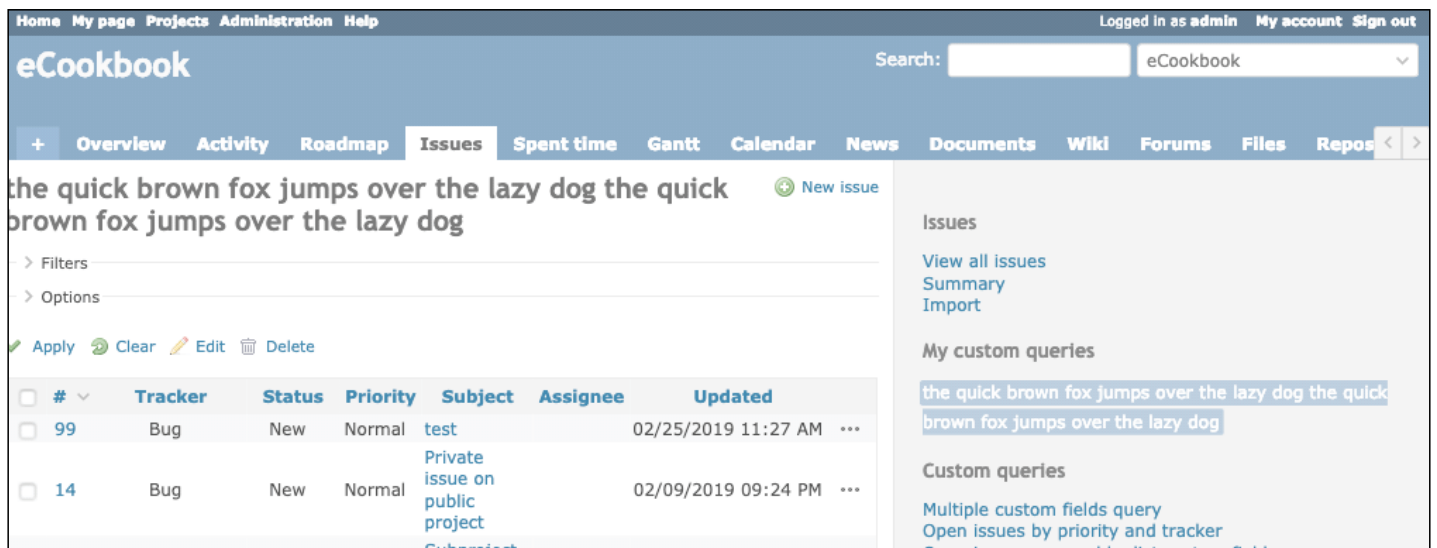 Home My page Projects Administration Help
Logged in as admin My account Sign out
eCookbook
Search:
eCookbook
+ Overview Activity Roadmap Issues Spent time Gantt Calendar News Documents Wiki Forums Files Repos
the quick brown fox jumps over the lazy dog the quick
brown fox jumps over the lazy dog
New issue
Filters
Options
Apply Clear Edit Delete
# Tracker Status Priority Subject Assignee Updated
99 Bug New Normal test 02/25/2019 11:27 AM •••
14 Bug New Normal Private issue on public project 02/09/2019 09:24 PM •••
Issues
View all issues
Summary
Import
My custom queries
the quick brown fox jumps over the lazy dog the quick
brown fox jumps over the lazy dog
Custom queries
Multiple custom fields query
Open issues by priority and tracker